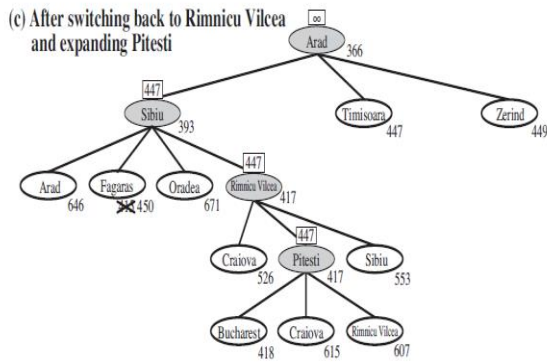 (c) After switching back to Rimnicu Vilcea
and expanding Pitesti
∞
Arad
366
447
Sibiu
393
Timisoara
447
Zerind
449
Arad
646
Fagaras
450
Oradea
671
447
Rimnicu Vilcea
417
Craiova
526
447
Pitesti
417
Sibiu
553
Bucharest
418
Craiova
615
Rimnicu Vilcea
607